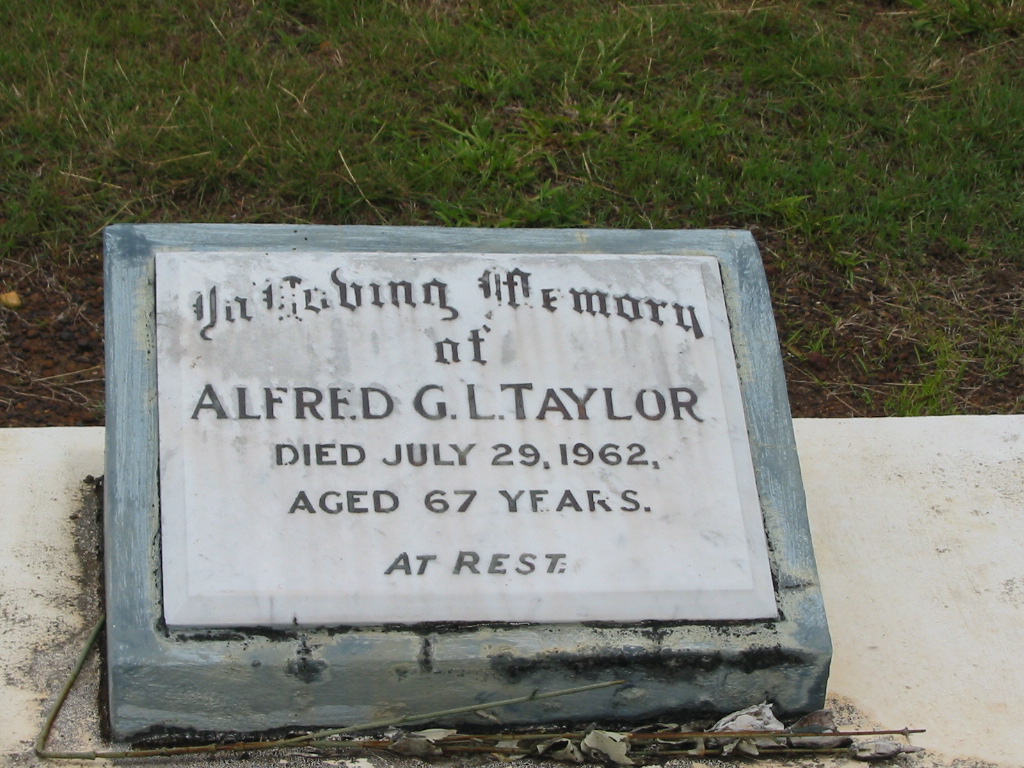 In Loving Memory
of
ALFRED G. L. TAYLOR
DIED JULY 29, 1962,
AGED 67 YEARS.
AT REST.